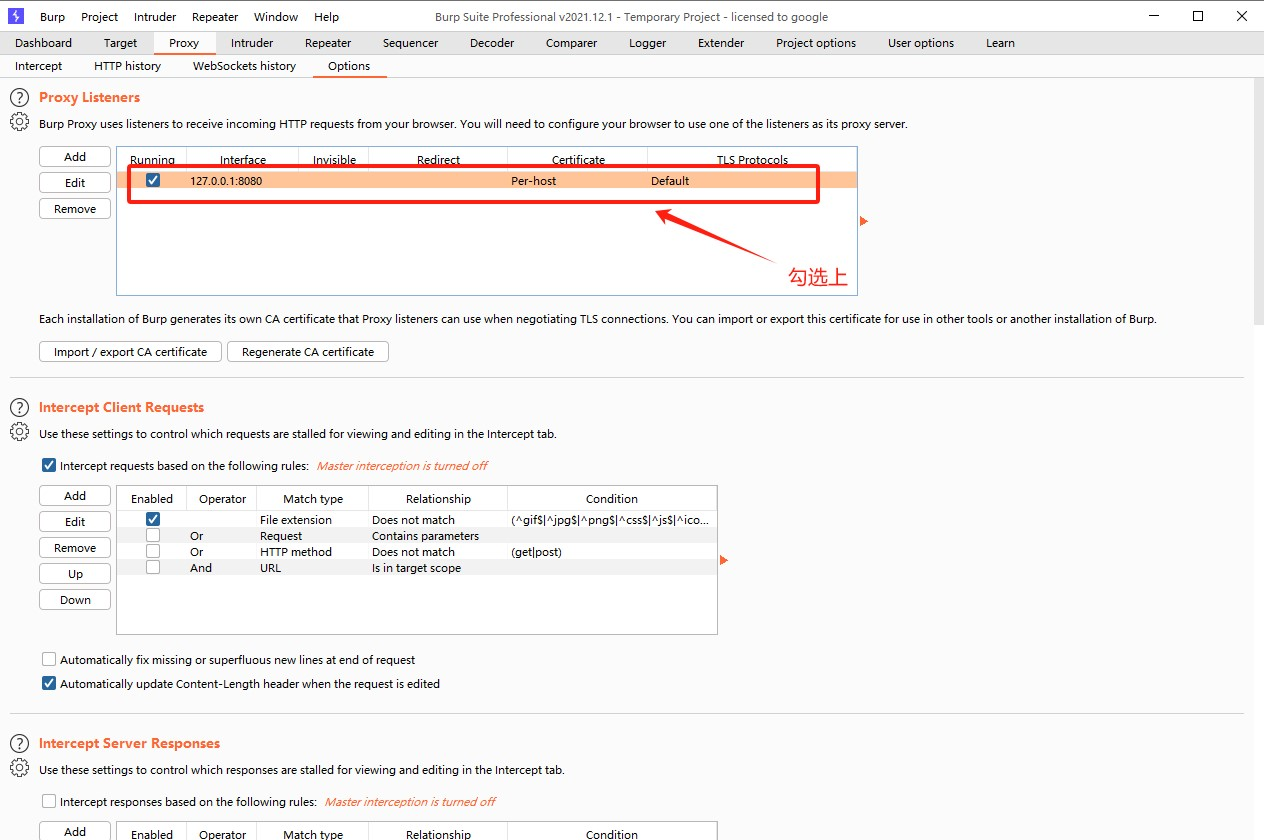 Burp Project Intruder Repeater Window Help Burp Suite Professional v2021.12.1 - Temporary Project - licensed to google
Dashboard Target Proxy Intruder Repeater Sequencer Decoder Comparer Logger Extender Project options User options Learn
Intercept HTTP history WebSockets history Options
? Proxy Listeners
Burp Proxy uses listeners to receive incoming HTTP requests from your browser. You will need to configure your browser to use one of the listeners as its proxy server.
Add Running Interface Invisible Redirect Certificate TLS Protocols
Edit 127.0.0.1:8080 Per-host Default
Remove
勾选上
Each installation of Burp generates its own CA certificate that Proxy listeners can use when negotiating TLS connections. You can import or export this certificate for use in other tools or another installation of Burp.
Import / export CA certificate Regenerate CA certificate
? Intercept Client Requests
Use these settings to control which requests are stalled for viewing and editing in the Intercept tab.
Intercept requests based on the following rules: Master interception is turned off
Add Enabled Operator Match type Relationship Condition
Edit File extension Does not match (^gif$|^jpg$|^png$|^css$|^js$|^ico...
Or Request Contains parameters
Remove Or HTTP method Does not match (get|post)
Up And URL Is in target scope
Down
Automatically fix missing or superfluous new lines at end of request
Automatically update Content-Length header when the request is edited
? Intercept Server Responses
Use these settings to control which responses are stalled for viewing and editing in the Intercept tab.
Intercept responses based on the following rules: Master interception is turned off
Add Enabled Operator Match type Relationship Condition